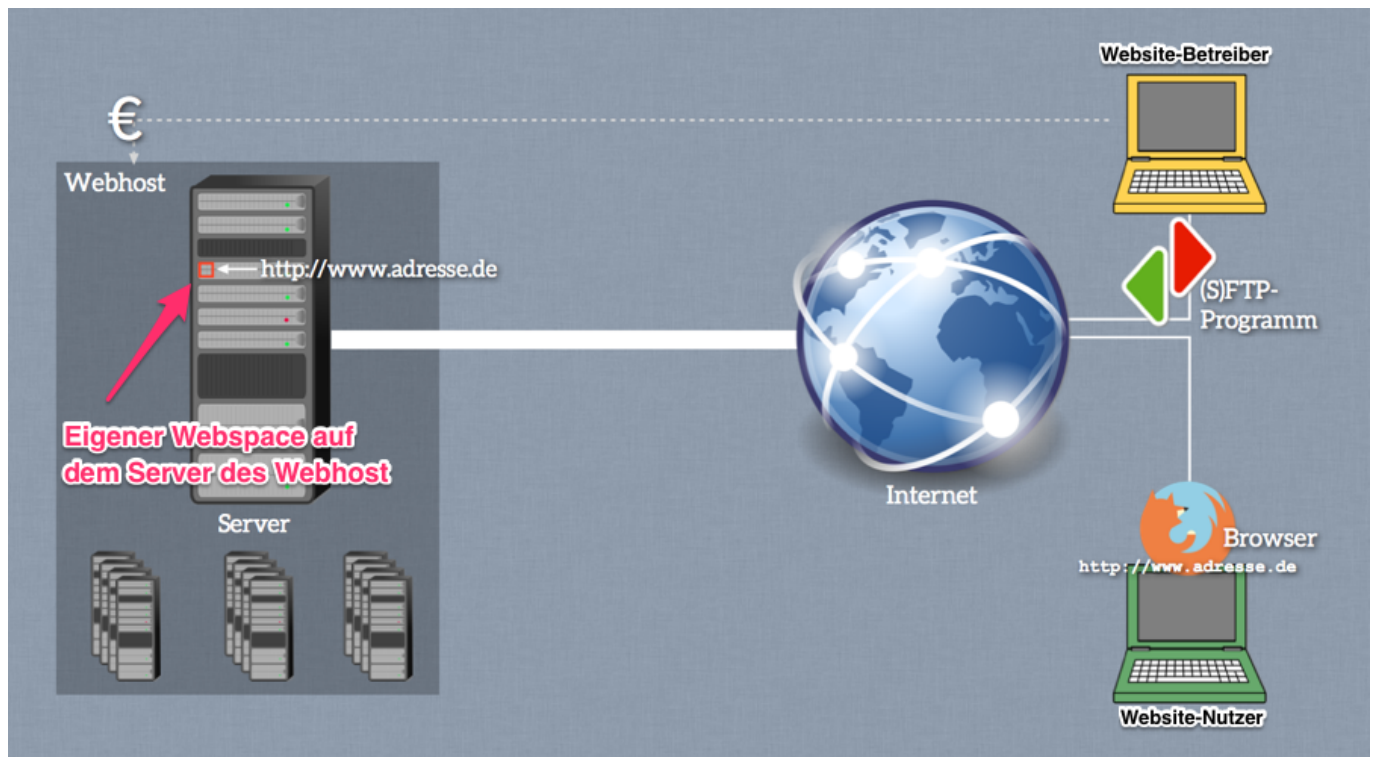 Website-Betreiber
€
Webhost
http://www.adresse.de
(S)FTP-
Programm
Eigener Webspace auf
dem Server des Webhost
Internet
Server
Browser
http://www.adresse.de
Website-Nutzer